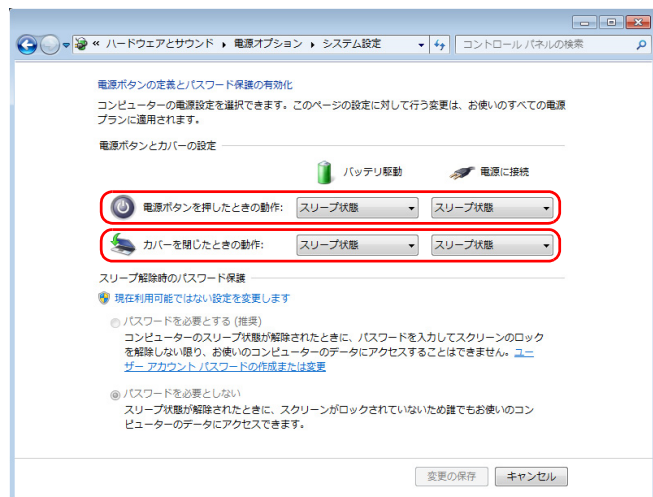 « ハードウェアとサウンド ▸ 電源オプション ▸ システム設定
コントロール パネルの検索
電源ボタンの定義とパスワード保護の有効化
コンピューターの電源設定を選択できます。このページの設定に対して行う変更は、お使いのすべての電源
プランに適用されます。
電源ボタンとカバーの設定
バッテリ駆動 電源に接続
電源ボタンを押したときの動作: スリープ状態 スリープ状態
カバーを閉じたときの動作: スリープ状態 スリープ状態
スリープ解除時のパスワード保護
現在利用可能ではない設定を変更します
パスワードを必要とする (推奨)
コンピューターのスリープ状態が解除されたときに、パスワードを入力してスクリーンのロック
を解除しない限り、お使いのコンピューターのデータにアクセスすることはできません。ユー
ザー アカウント パスワードの作成または変更
パスワードを必要としない
スリープ状態が解除されたときに、スクリーンがロックされていないため誰でもお使いのコン
ピューターのデータにアクセスできます。
変更の保存 キャンセル